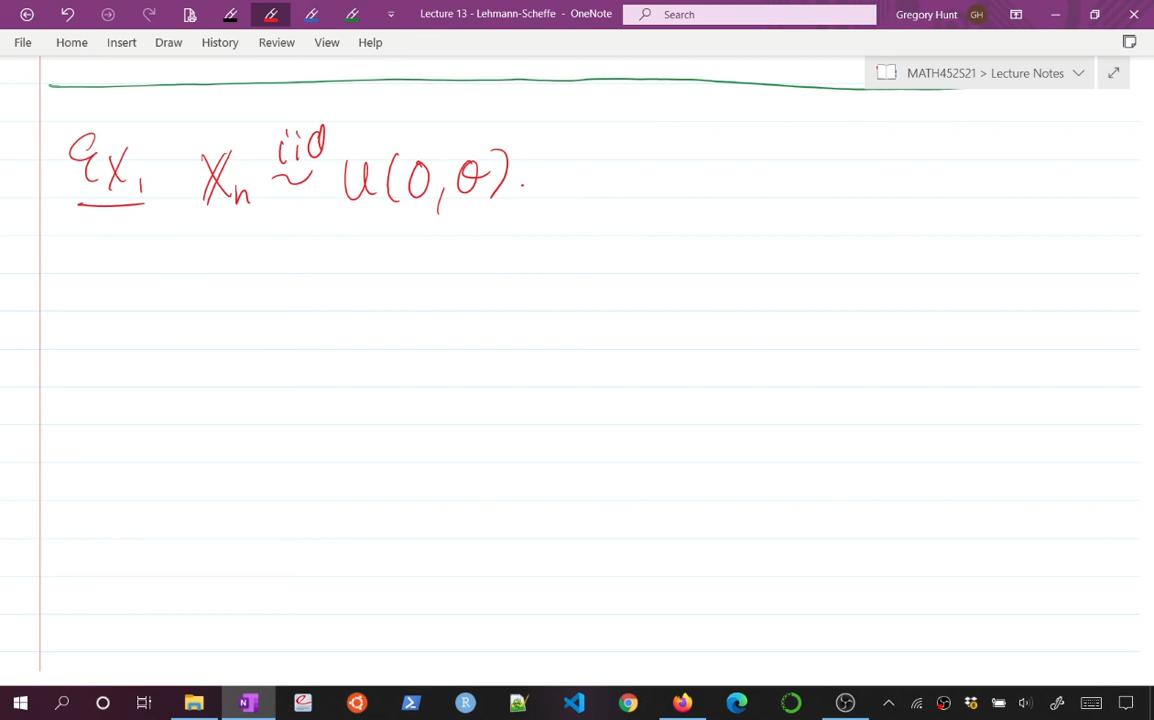 Lecture 13 - Lehmann-Scheffe - OneNote
Search
Gregory Hunt GH
File Home Insert Draw History Review View Help
MATH452S21 > Lecture Notes
Ex, Xₙ iid ~ U(0,θ).